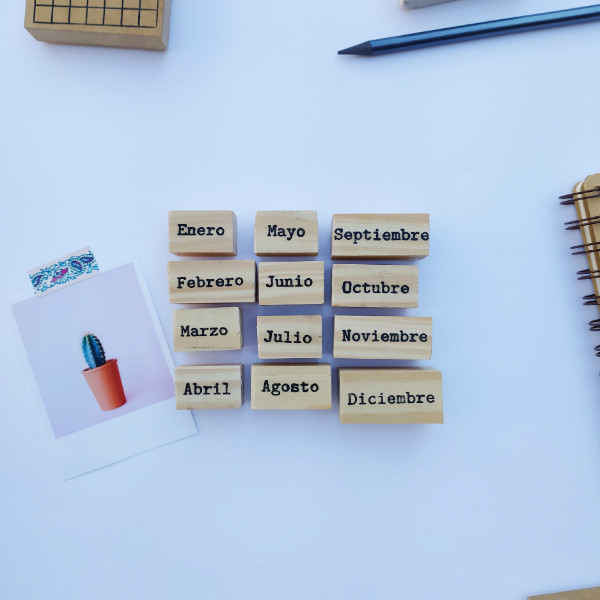 Enero
Febrero
Marzo
Abril
Mayo
Junio
Julio
Agosto
Septiembre
Octubre
Noviembre
Diciembre